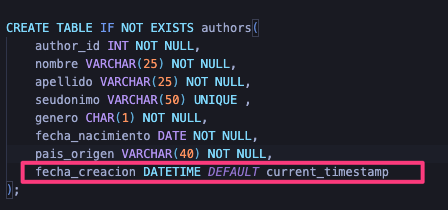 CREATE TABLE IF NOT EXISTS authors(
author_id INT NOT NULL,
nombre VARCHAR(25) NOT NULL,
apellido VARCHAR(25) NOT NULL,
seudonimo VARCHAR(50) UNIQUE ,
genero CHAR(1) NOT NULL,
fecha_nacimiento DATE NOT NULL,
pais_origen VARCHAR(40) NOT NULL,
fecha_creacion DATETIME DEFAULT current_timestamp
);